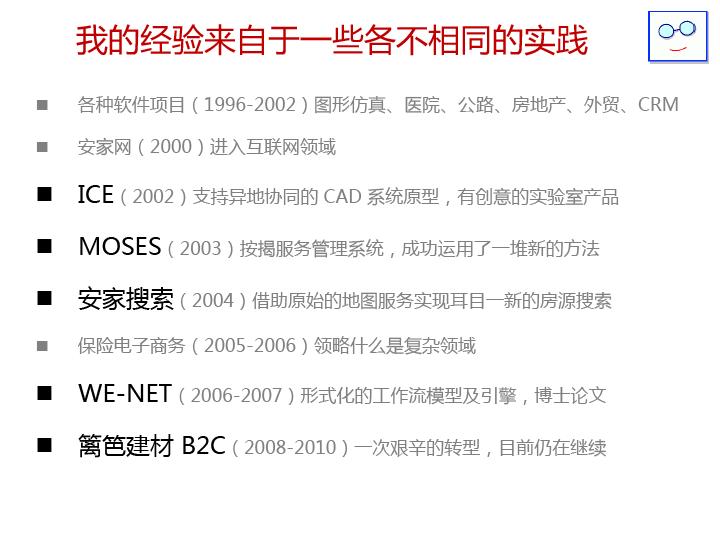 我的经验来自于一些各不相同的实践
各种软件项目（1996-2002）图形仿真、医院、公路、房地产、外贸、CRM
安家网（2000）进入互联网领域
ICE（2002）支持异地协同的 CAD 系统原型，有创意的实验室产品
MOSES（2003）按揭服务管理系统，成功运用了一堆新的方法
安家搜索（2004）借助原始的地图服务实现耳目一新的房源搜索
保险电子商务（2005-2006）领略什么是复杂领域
WE-NET（2006-2007）形式化的工作流模型及引擎，博士论文
篱笆建材 B2C（2008-2010）一次艰辛的转型，目前仍在继续